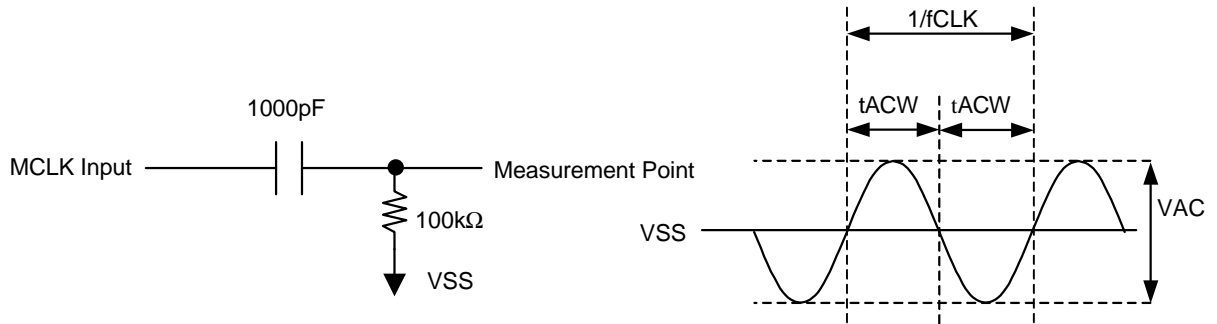 1/fCLK
1000pF
tACW
tACW
MCLK Input
Measurement Point
100kΩ
VSS
VSS
VAC